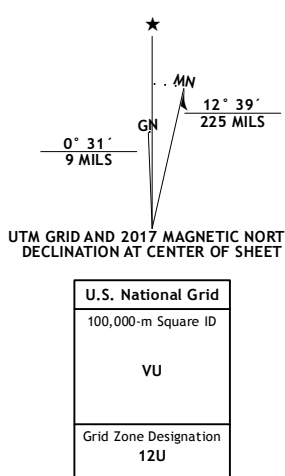 ★
MN
GN
12° 39´
225 MILS
0° 31´
9 MILS
UTM GRID AND 2017 MAGNETIC NORT
DECLINATION AT CENTER OF SHEET
U.S. National Grid
100,000-m Square ID
VU
Grid Zone Designation
12U